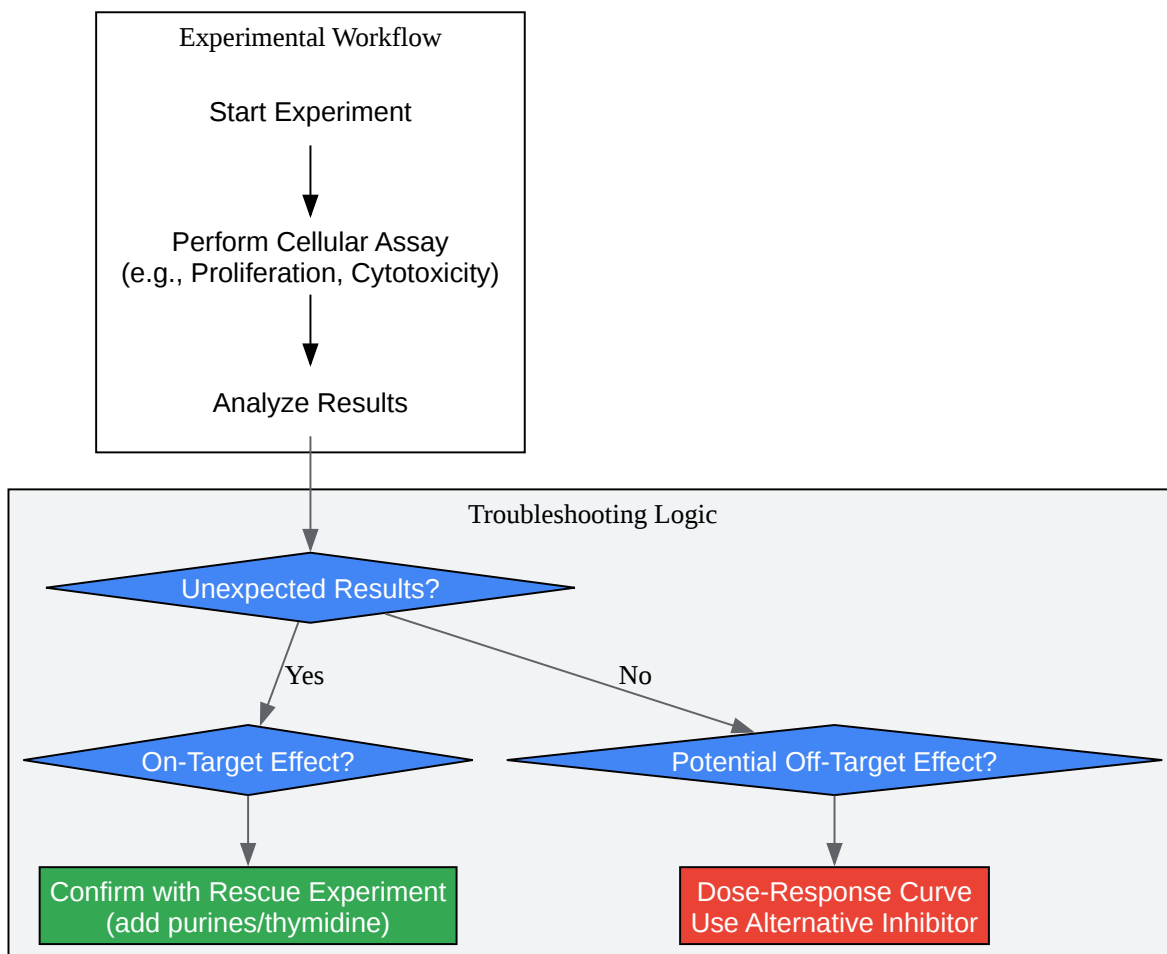 Experimental Workflow
Start Experiment
Perform Cellular Assay
(e.g., Proliferation, Cytotoxicity)
Analyze Results
Troubleshooting Logic
Unexpected Results?
Yes
No
On-Target Effect?
Potential Off-Target Effect?
Confirm with Rescue Experiment
(add purines/thymidine)
Dose-Response Curve
Use Alternative Inhibitor